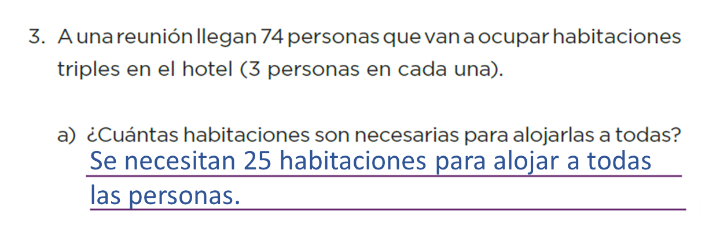 3. A una reunión llegan 74 personas que van a ocupar habitaciones
triples en el hotel (3 personas en cada una).
a) ¿Cuántas habitaciones son necesarias para alojarlas a todas?
Se necesitan 25 habitaciones para alojar a todas
las personas.